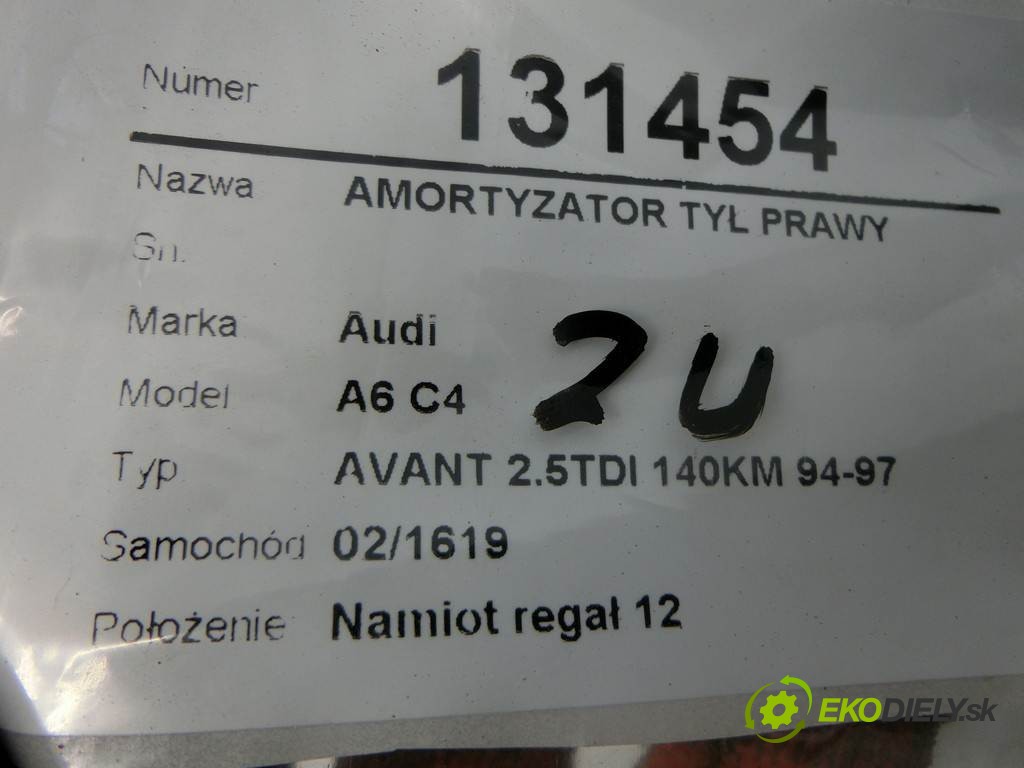 Numer 131454
Nazwa AMORTYZATOR TYŁ PRAWY
Sn.
Marka Audi
Model A6 C4
2U
Typ AVANT 2.5TDI 140KM 94-97
Samochód 02/1619
Położenie Namiot regał 12
EKODIELY.sk